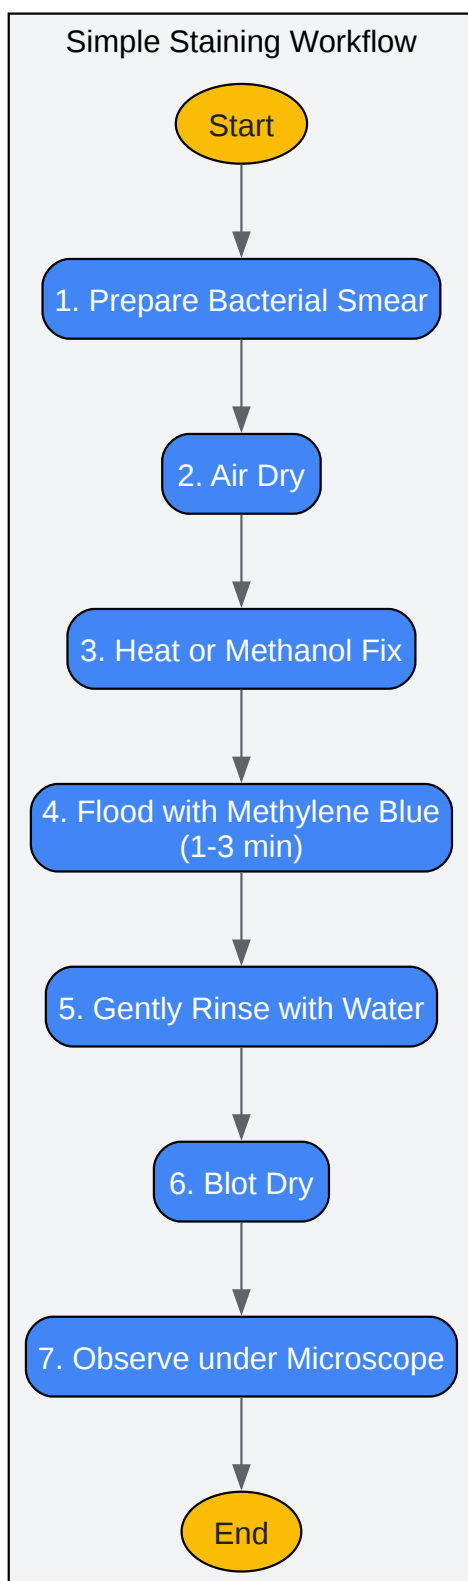 Simple Staining Workflow
Start
1. Prepare Bacterial Smear
2. Air Dry
3. Heat or Methanol Fix
4. Flood with Methylene Blue
(1-3 min)
5. Gently Rinse with Water
6. Blot Dry
7. Observe under Microscope
End